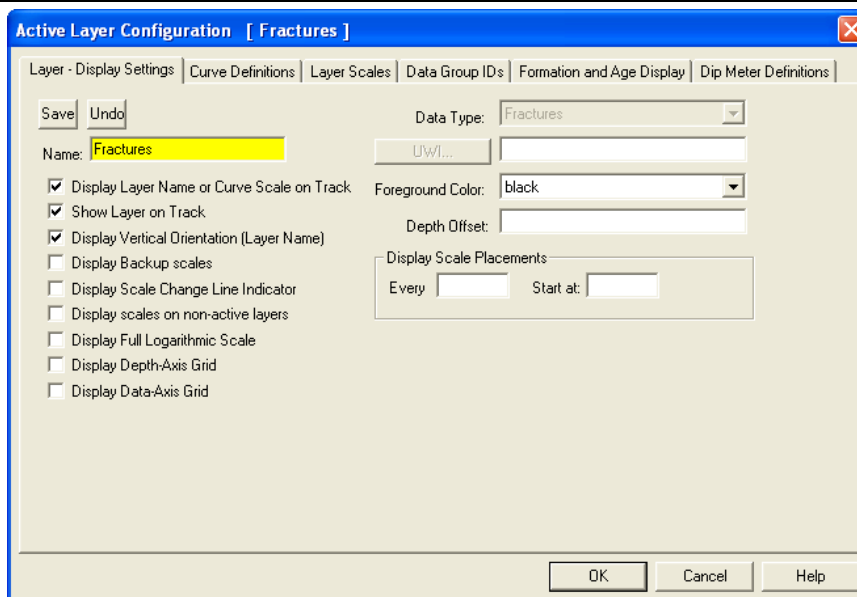 Active Layer Configuration [ Fractures ]
Layer - Display Settings Curve Definitions Layer Scales Data Group IDs Formation and Age Display Dip Meter Definitions
Save Undo
Name: Fractures
Display Layer Name or Curve Scale on Track
Show Layer on Track
Display Vertical Orientation (Layer Name)
Display Backup scales
Display Scale Change Line Indicator
Display scales on non-active layers
Display Full Logarithmic Scale
Display Depth-Axis Grid
Display Data-Axis Grid
Data Type: Fractures
UWI...
Foreground Color: black
Depth Offset:
Display Scale Placements
Every Start at:
OK Cancel Help